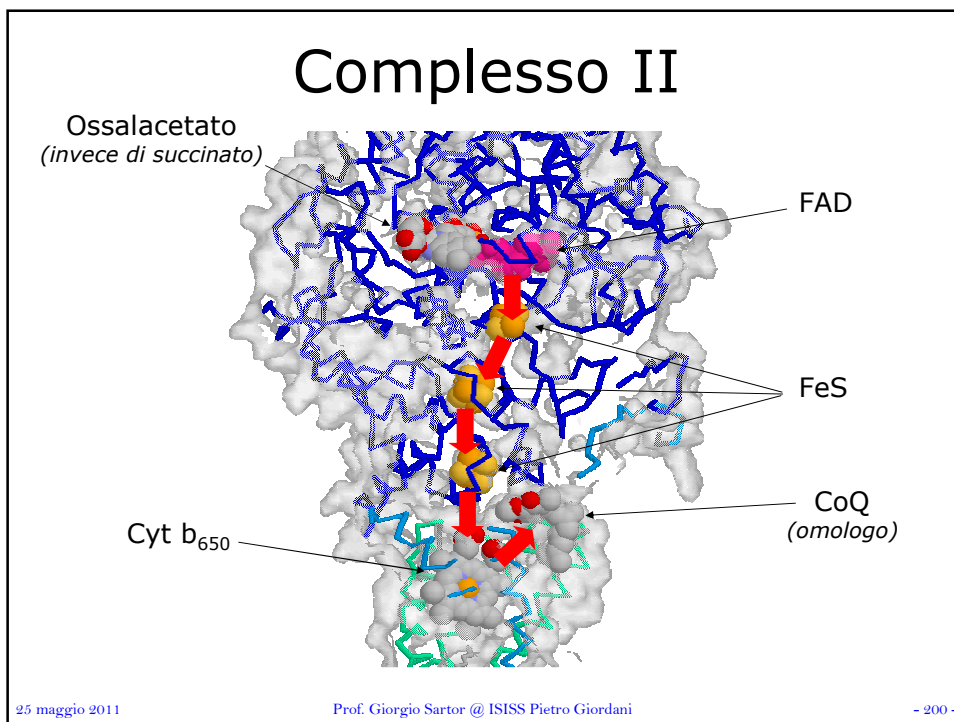 Complesso II
Ossalacetato
(invece di succinato)
FAD
FeS
CoQ
(omologo)
Cyt b₆₅₀
25 maggio 2011
Prof. Giorgio Sartor @ ISISS Pietro Giordani
- 200 -